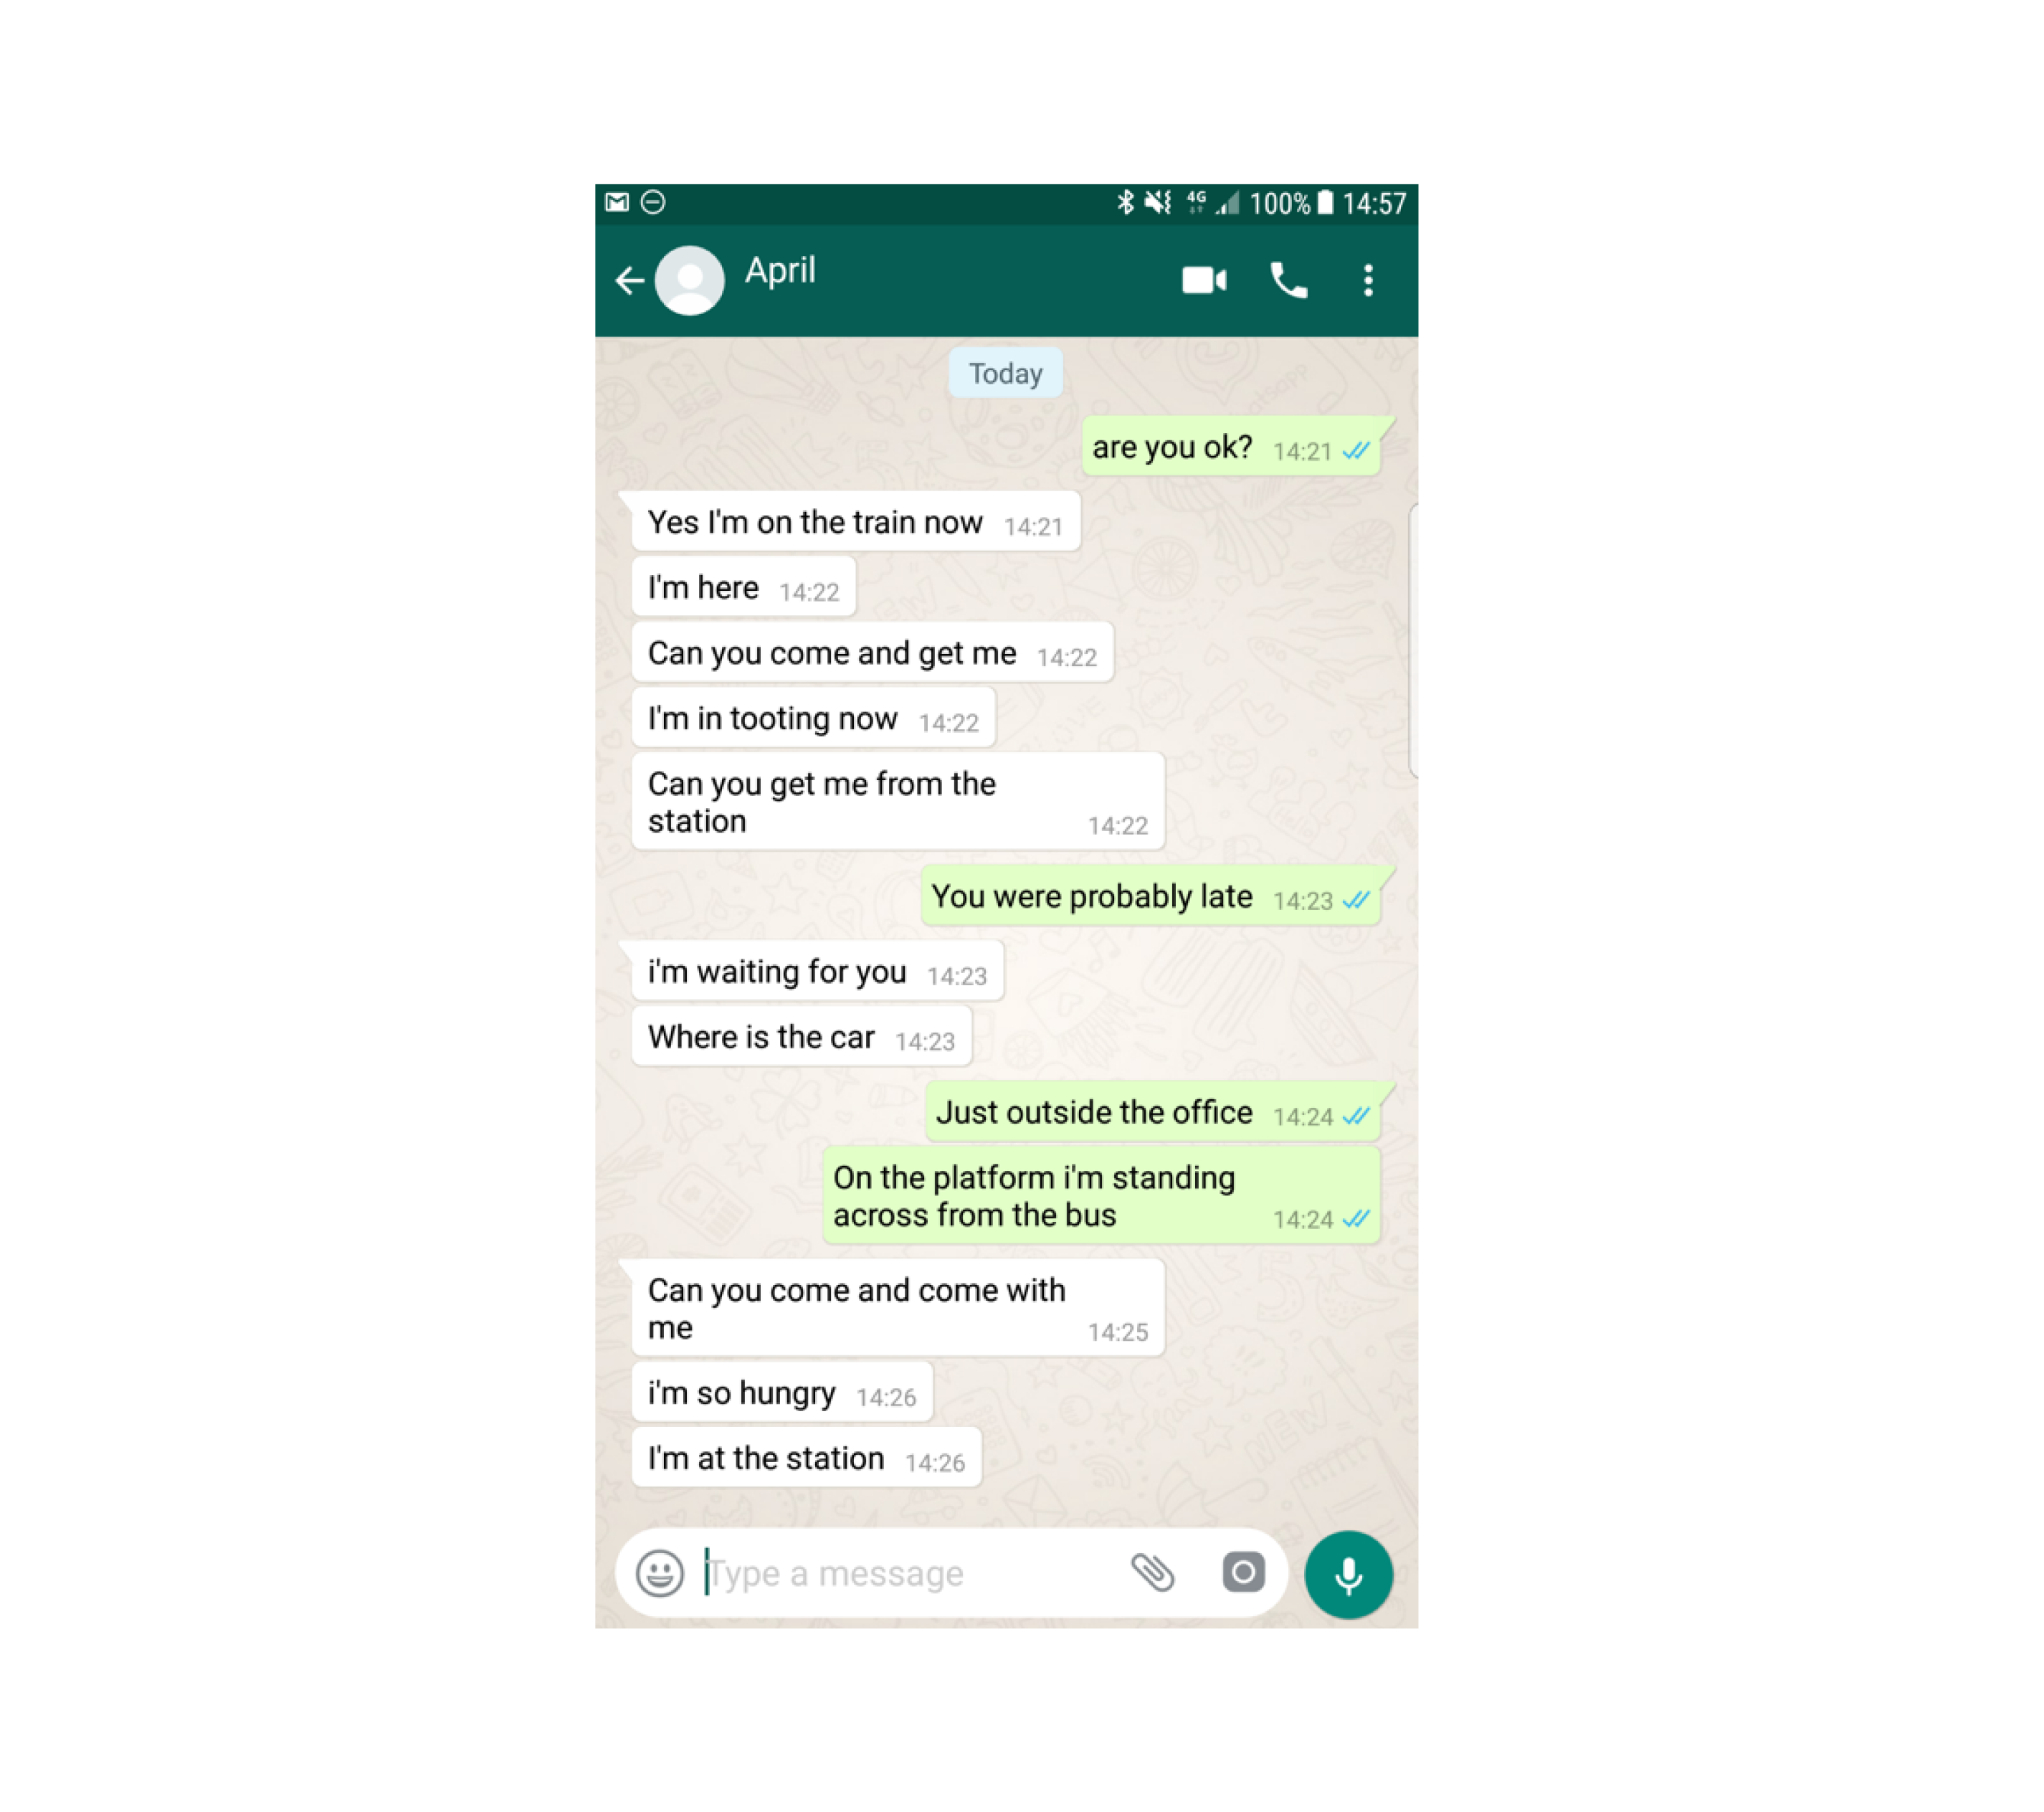 4G 100% 14:57
April
Today
are you ok? 14:21
Yes I'm on the train now 14:21
I'm here 14:22
Can you come and get me 14:22
I'm in tooting now 14:22
Can you get me from the
station 14:22
You were probably late 14:23
i'm waiting for you 14:23
Where is the car 14:23
Just outside the office 14:24
On the platform i'm standing
across from the bus 14:24
Can you come and come with
me 14:25
i'm so hungry 14:26
I'm at the station 14:26
Type a message